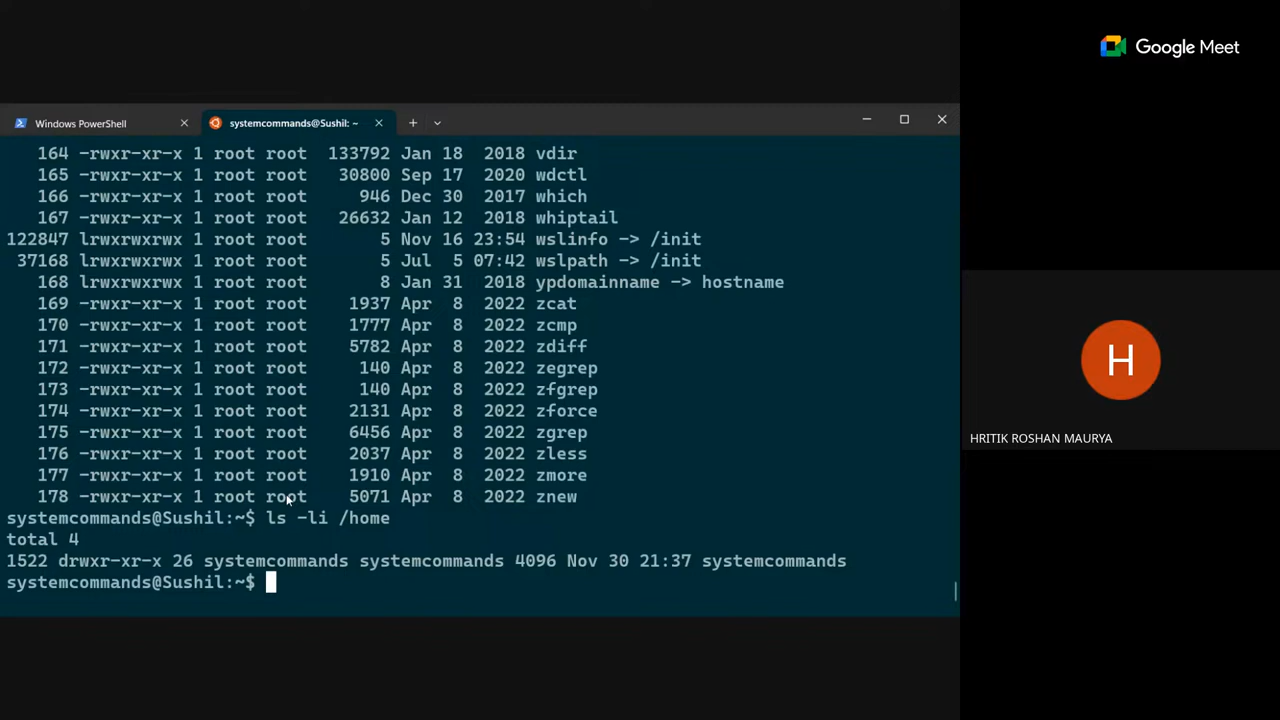 Google Meet
Windows PowerShell
systemcommands@Sushil: ~
164 -rwxr-xr-x 1 root root 133792 Jan 18 2018 vdir
165 -rwxr-xr-x 1 root root 30800 Sep 17 2020 wdctl
166 -rwxr-xr-x 1 root root 946 Dec 30 2017 which
167 -rwxr-xr-x 1 root root 26632 Jan 12 2018 whiptail
122847 lrwxrwxrwx 1 root root 5 Nov 16 23:54 wslinfo -> /init
37168 lrwxrwxrwx 1 root root 5 Jul 5 07:42 wslpath -> /init
168 lrwxrwxrwx 1 root root 8 Jan 31 2018 ypdomainname -> hostname
169 -rwxr-xr-x 1 root root 1937 Apr 8 2022 zcat
170 -rwxr-xr-x 1 root root 1777 Apr 8 2022 zcmp
171 -rwxr-xr-x 1 root root 5782 Apr 8 2022 zdiff
172 -rwxr-xr-x 1 root root 140 Apr 8 2022 zegrep
173 -rwxr-xr-x 1 root root 140 Apr 8 2022 zfgrep
174 -rwxr-xr-x 1 root root 2131 Apr 8 2022 zforce
175 -rwxr-xr-x 1 root root 6456 Apr 8 2022 zgrep
176 -rwxr-xr-x 1 root root 2037 Apr 8 2022 zless
177 -rwxr-xr-x 1 root root 1910 Apr 8 2022 zmore
178 -rwxr-xr-x 1 root root 5071 Apr 8 2022 znew
systemcommands@Sushil:~$ ls -li /home
total 4
1522 drwxr-xr-x 26 systemcommands systemcommands 4096 Nov 30 21:37 systemcommands
systemcommands@Sushil:~$
H
HRITIK ROSHAN MAURYA